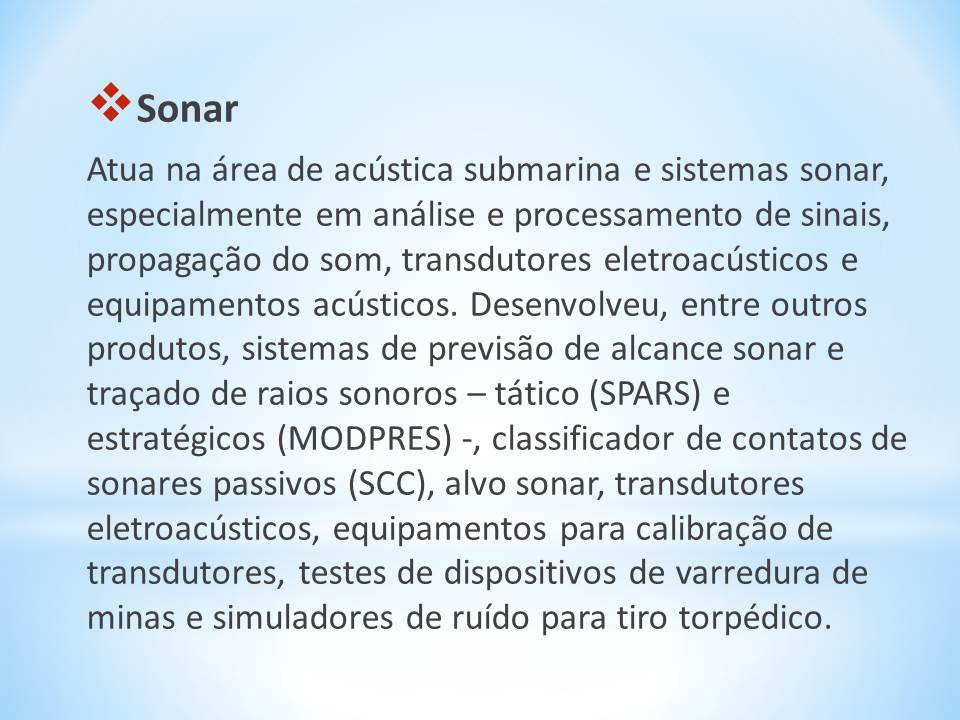 Sonar
Atua na área de acústica submarina e sistemas sonar,
especialmente em análise e processamento de sinais,
propagação do som, transdutores eletroacústicos e
equipamentos acústicos. Desenvolveu, entre outros
produtos, sistemas de previsão de alcance sonar e
traçado de raios sonoros – tático (SPARS) e
estratégicos (MODPRES) -, classificador de contatos de
sonares passivos (SCC), alvo sonar, transdutores
eletroacústicos, equipamentos para calibração de
transdutores, testes de dispositivos de varredura de
minas e simuladores de ruído para tiro torpédico.